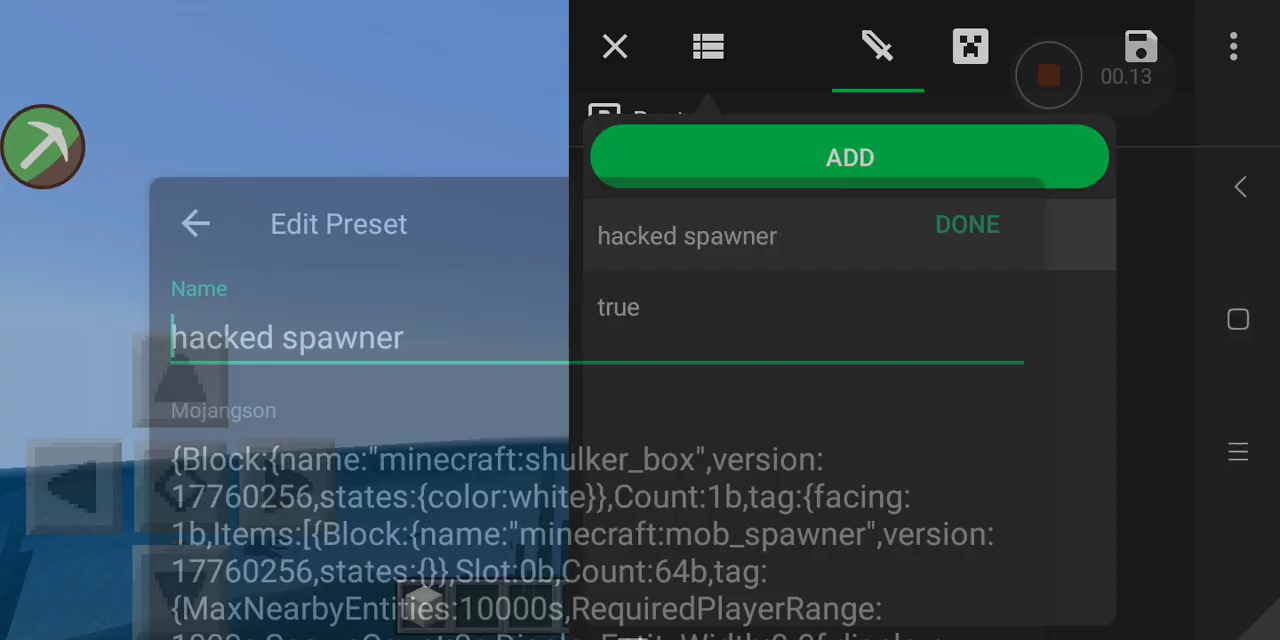 00.13
ADD
Edit Preset
DONE
hacked spawner
Name
true
hacked spawner
Mojangson
{Block:{name:"minecraft:shulker_box",version:
17760256,states:{color:white}},Count:1b,tag:{facing:
1b,Items:[{Block:{name:"minecraft:mob_spawner",version:
17760256,states:{}},Slot:0b,Count:64b,tag:
{MaxNearbyEntities:10000s,RequiredPlayerRange: